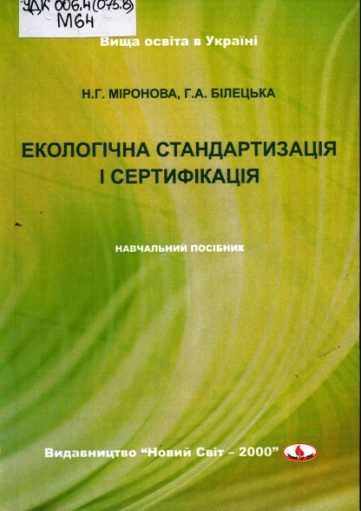 УДК 006.4(075.8)
М64
Вища освіта в Україні
Н.Г. МІРОНОВА, Г.А. БІЛЕЦЬКА
ЕКОЛОГІЧНА СТАНДАРТИЗАЦІЯ
І СЕРТИФІКАЦІЯ
НАВЧАЛЬНИЙ ПОСІБНИК
Видавництво "Новий Світ – 2000"